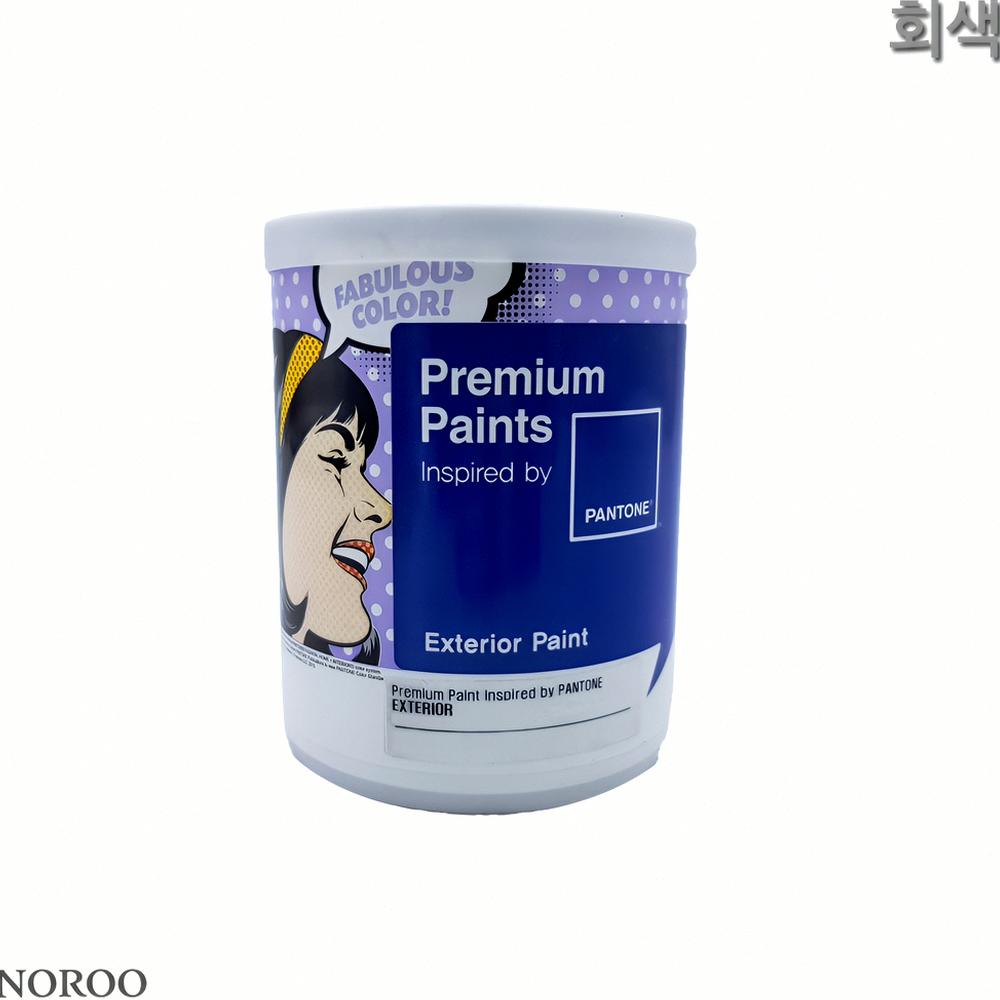 회색
FABULOUS
COLOR!
Premium
Paints
Inspired by
PANTONE
Exterior Paint
Premium Paint Inspired by PANTONE
EXTERIOR
NOROO